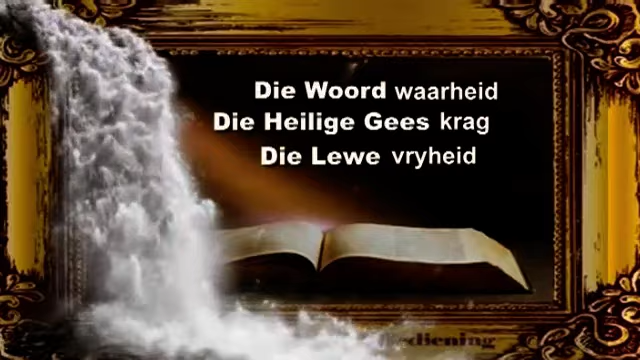 Die Woord waarheid
Die Heilige Gees krag
Die Lewe vryheid